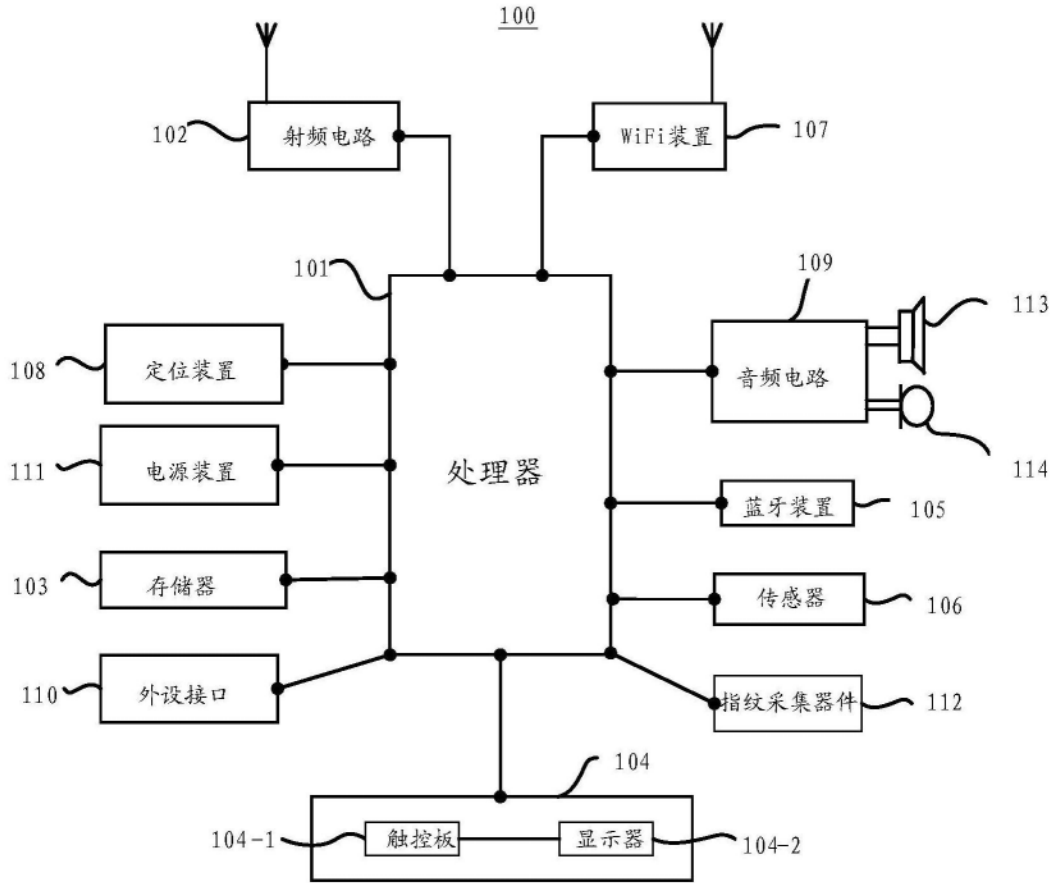 100
102
射频电路
WiFi装置
107
101
109
113
108
定位装置
音频电路
111
电源装置
处理器
114
蓝牙装置
105
103
存储器
传感器
106
110
外设接口
指纹采集器件
112
104
104-1
触控板
显示器
104-2